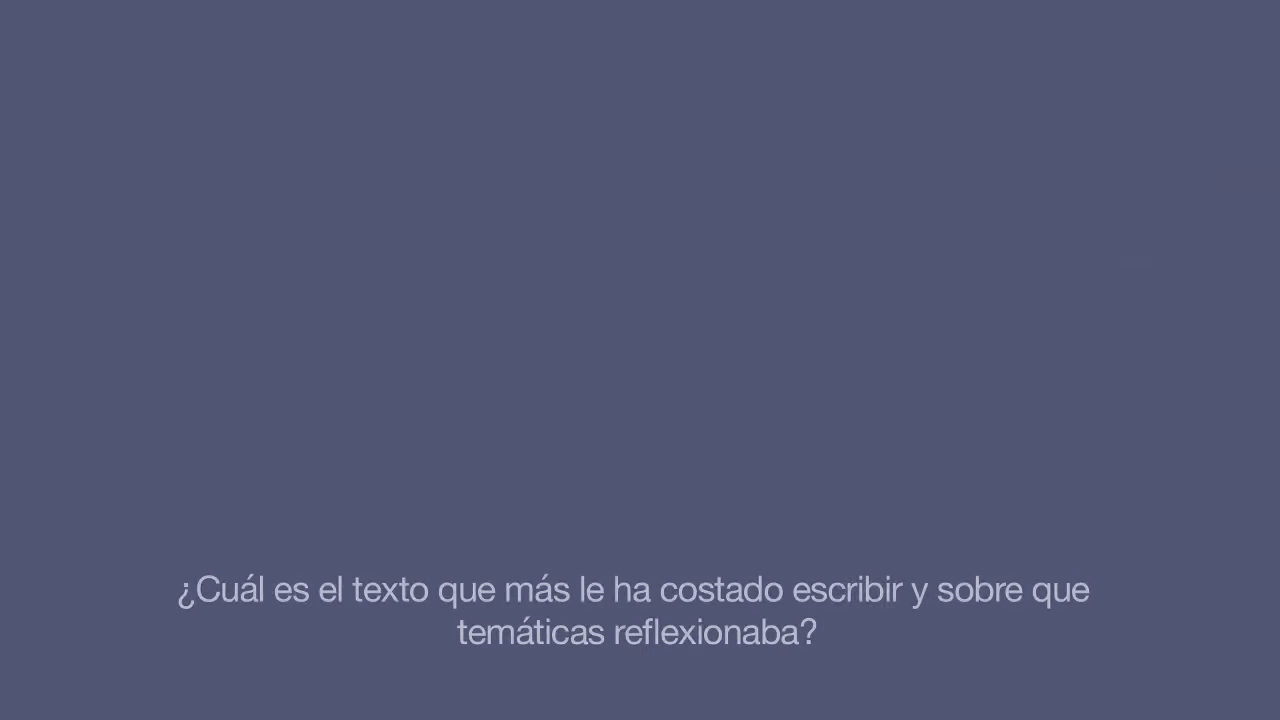 ¿Cuál es el texto que más le ha costado escribir y sobre que
temáticas reflexionaba?